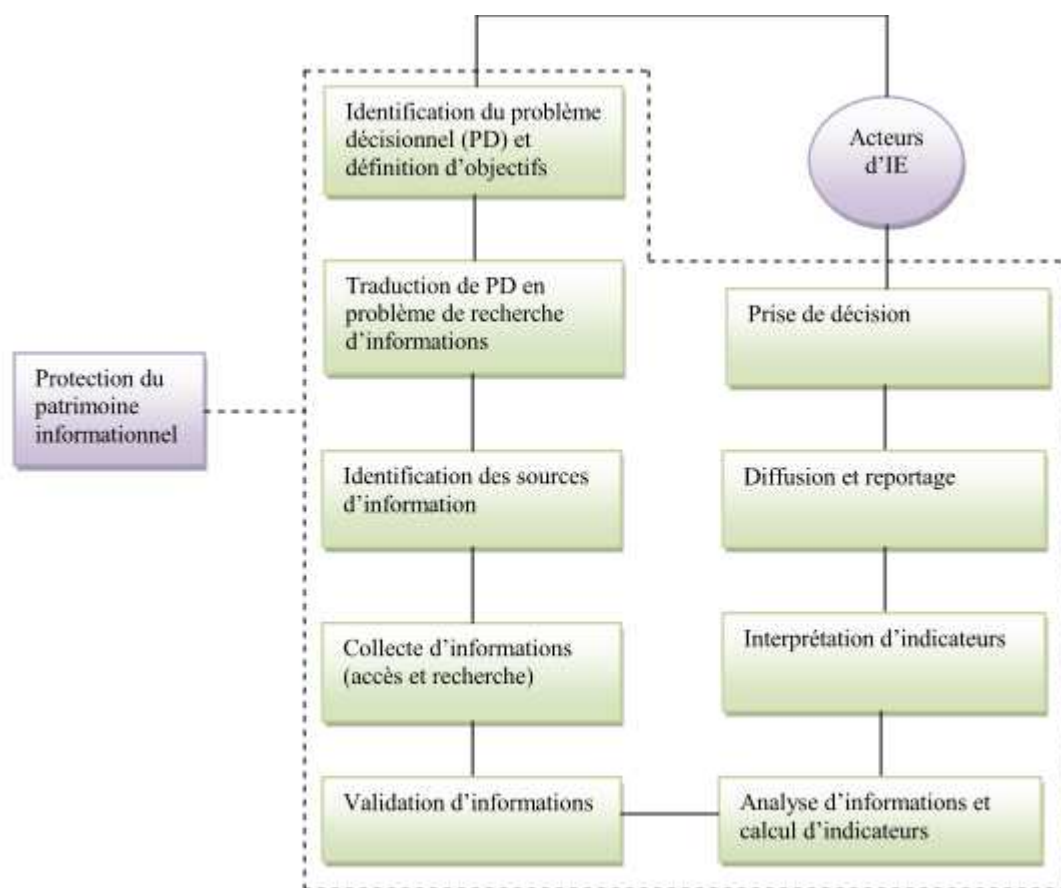 Identification du problème
décisionnel (PD) et
définition d’objectifs
Acteurs
d’IE
Traduction de PD en
problème de recherche
d’informations
Prise de décision
Protection du
patrimoine
informationnel
Identification des sources
d’information
Diffusion et reportage
Collecte d’informations
(accès et recherche)
Interprétation d’indicateurs
Validation d’informations
Analyse d’informations et
calcul d’indicateurs